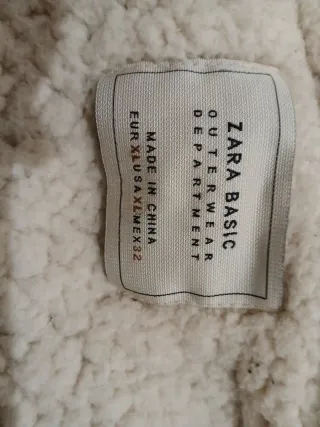 ZARA BASIC
OUTERWEAR
DEPARTMENT
MADE IN CHINA
EUR XL USA XL MEX 32